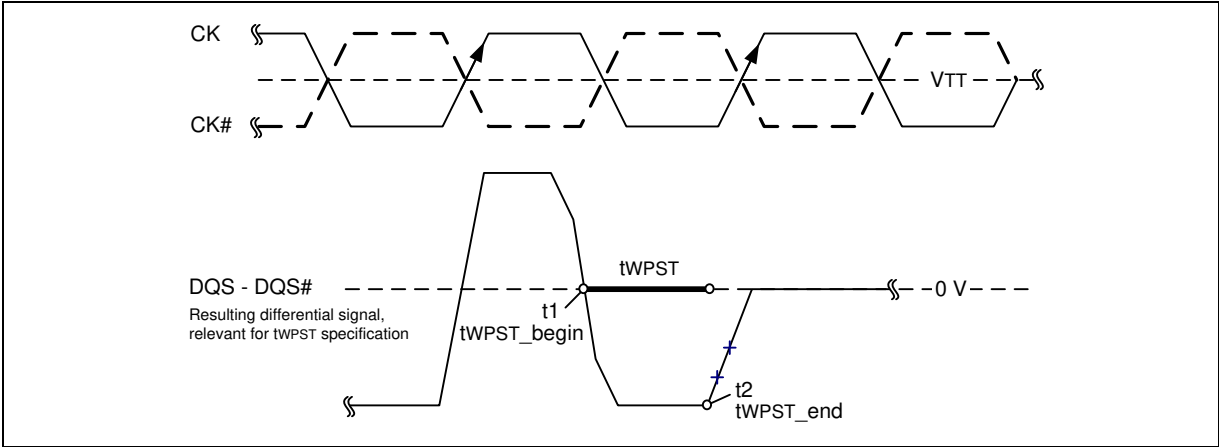 CK
VTT
CK#
tWPST
DQS - DQS#
0 V
Resulting differential signal,
relevant for tWPST specification
t1
tWPST_begin
t2
tWPST_end